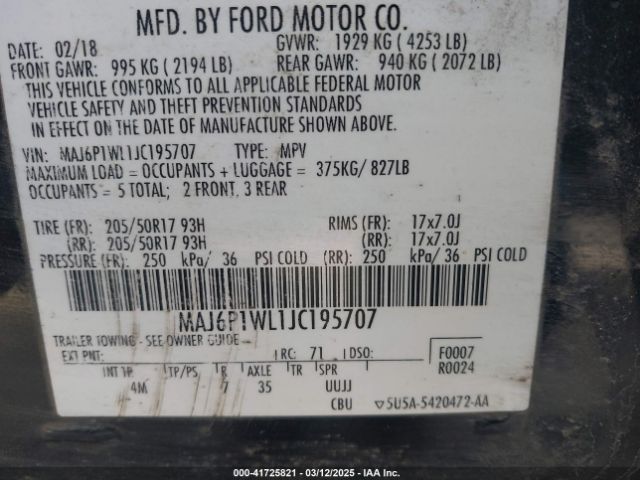 MFD. BY FORD MOTOR CO.
DATE: 02/18 GVWR: 1929 KG ( 4253 LB)
FRONT GAWR: 995 KG ( 2194 LB) REAR GAWR: 940 KG ( 2072 LB)
THIS VEHICLE CONFORMS TO ALL APPLICABLE FEDERAL MOTOR
VEHICLE SAFETY AND THEFT PREVENTION STANDARDS
IN EFFECT ON THE DATE OF MANUFACTURE SHOWN ABOVE.
VIN: MAJ6P1WL1JC195707 TYPE: MPV
MAXIMUM LOAD = OCCUPANTS + LUGGAGE = 375KG/ 827LB
OCCUPANTS = 5 TOTAL; 2 FRONT, 3 REAR
TIRE (FR): 205/50R17 93H RIMS (FR): 17x7.0J
(RR): 205/50R17 93H (RR): 17x7.0J
PRESSURE (FR): 250 kPa/ 36 PSI COLD (RR): 250 kPa/ 36 PSI COLD
MAJ6P1WL1JC195707
TRAILER TOWING - SEE OWNER GUIDE -
EXT PNT: RC: 71 DSO: F0007
R0024
INT TR TP/PS R AXLE TR SPR
4M 7 35 UUJJ
CBU ▽5U5A-5420472-AA
© IAA 41725821 - 03/12/2025 - IAA, Inc.